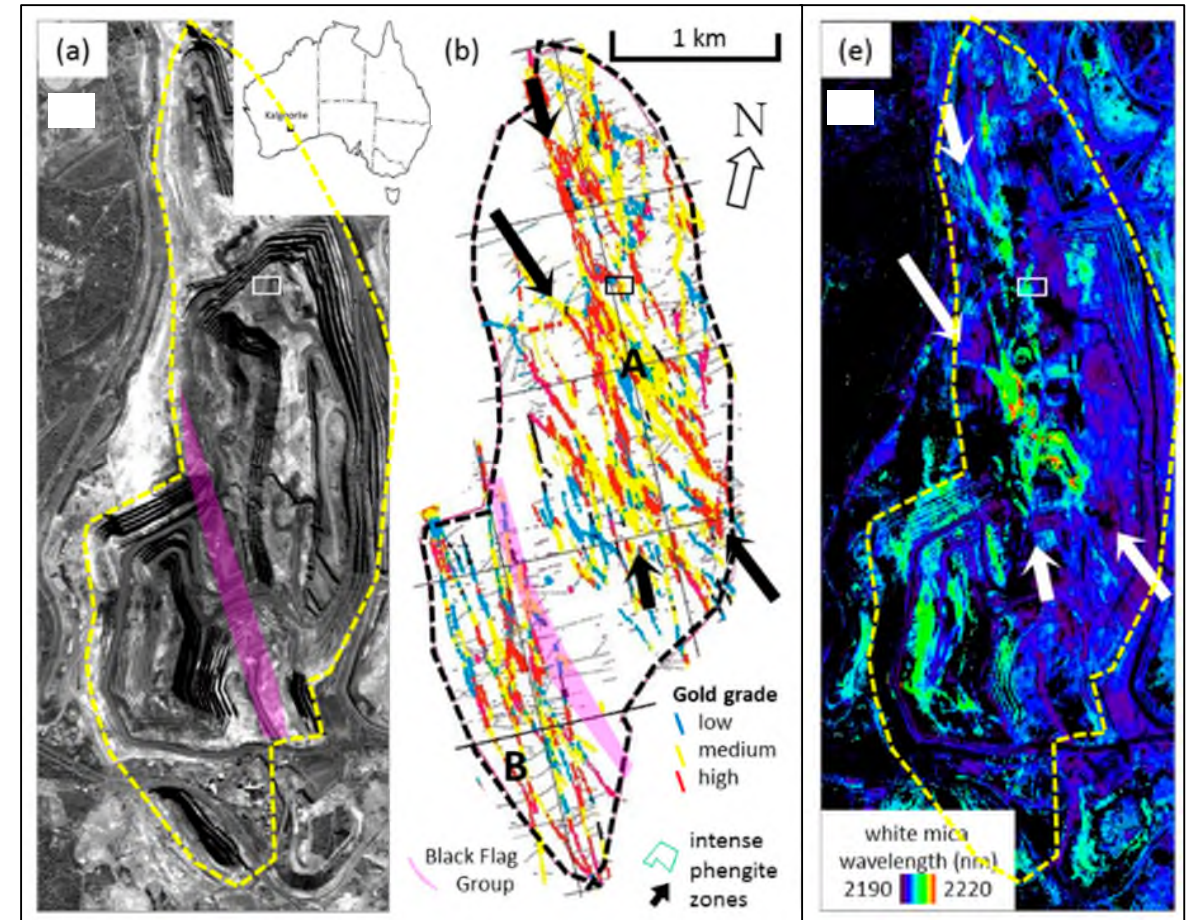 (a)
Kalgoorlie
(b)
1 km
N
A
B
Gold grade
low
medium
high
Black Flag
Group
intense
phengite
zones
(e)
white mica
wavelength (nm)
2190
2220